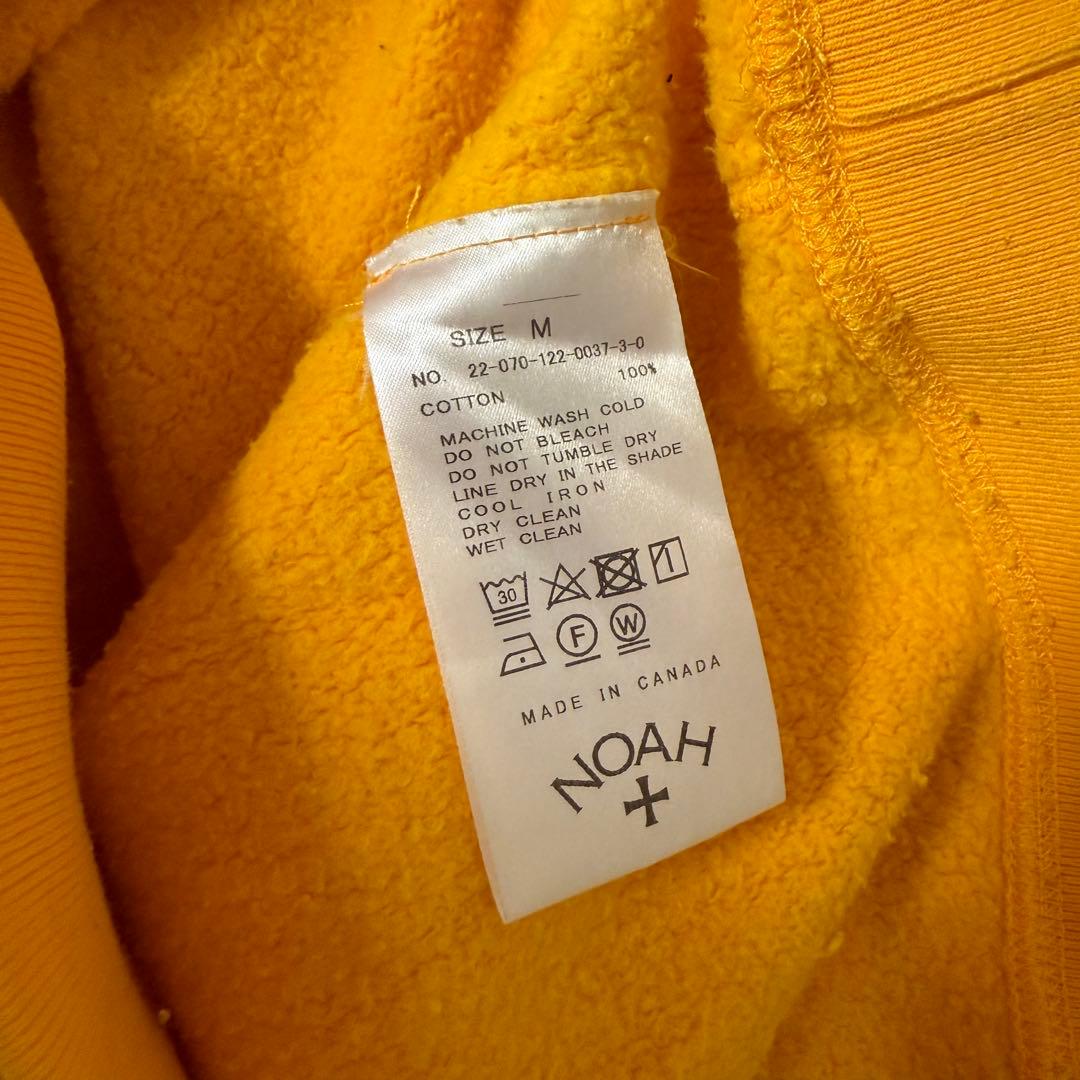 SIZE M
NO. 22-070-122-0037-3-0
COTTON 100%
MACHINE WASH COLD
DO NOT BLEACH
DO NOT TUMBLE DRY
LINE DRY IN THE SHADE
COOL IRON
DRY CLEAN
WET CLEAN
30
F W
MADE IN CANADA
NOAH